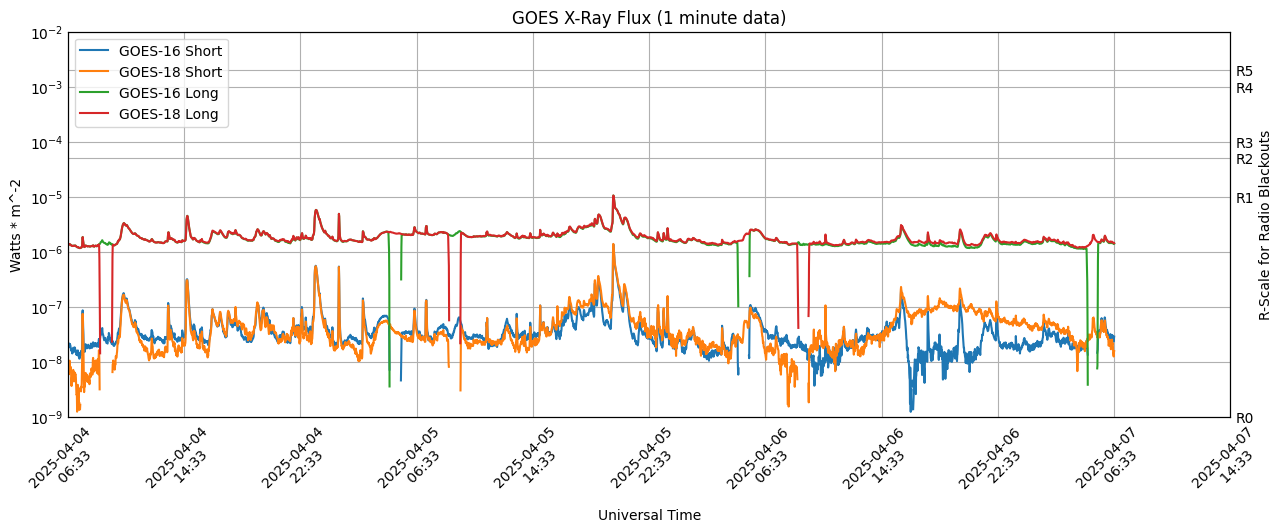 GOES X-Ray Flux (1 minute data)
GOES-16 Short
GOES-18 Short
GOES-16 Long
GOES-18 Long
Watts * m^-2
10^-2
10^-3
10^-4
10^-5
10^-6
10^-7
10^-8
10^-9
R5
R4
R3
R2
R1
R0
R-Scale for Radio Blackouts
2025-04-04
06:33
2025-04-04
14:33
2025-04-04
22:33
2025-04-05
06:33
2025-04-05
14:33
2025-04-05
22:33
2025-04-06
06:33
2025-04-06
14:33
2025-04-06
22:33
2025-04-07
06:33
2025-04-07
14:33
Universal Time